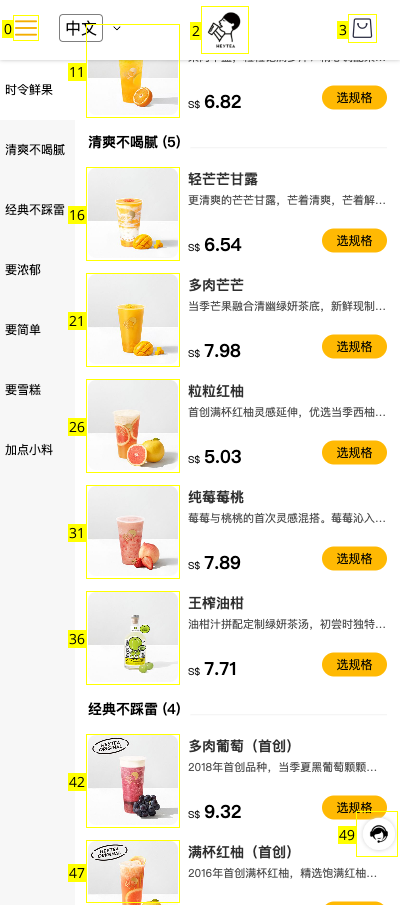 中文
HEYTEA
时令鲜果
S$ 6.82
选规格
清爽不喝腻 (5)
清爽不喝腻
轻芒芒甘露
更清爽的芒芒甘露，芒着清爽，芒着解...
S$ 6.54
选规格
经典不踩雷
多肉芒芒
当季芒果融合清幽绿妍茶底，新鲜现制...
S$ 7.98
选规格
要浓郁
要简单
粒粒红柚
首创满杯红柚灵感延伸，优选当季西柚...
S$ 5.03
选规格
要雪糕
加点小料
纯莓莓桃
莓莓与桃桃的首次灵感混搭。莓莓沁入...
S$ 7.89
选规格
王榨油柑
油柑汁拼配定制绿妍茶汤，初尝时独特...
S$ 7.71
选规格
经典不踩雷 (4)
HEYTEA ORIGINAL
多肉葡萄（首创）
2018年首创品种，当季夏黑葡萄颗颗...
S$ 9.32
选规格
满杯红柚（首创）
2016年首创满杯红柚，精选饱满红柚...
0
2
3
11
16
21
26
31
36
42
47
49